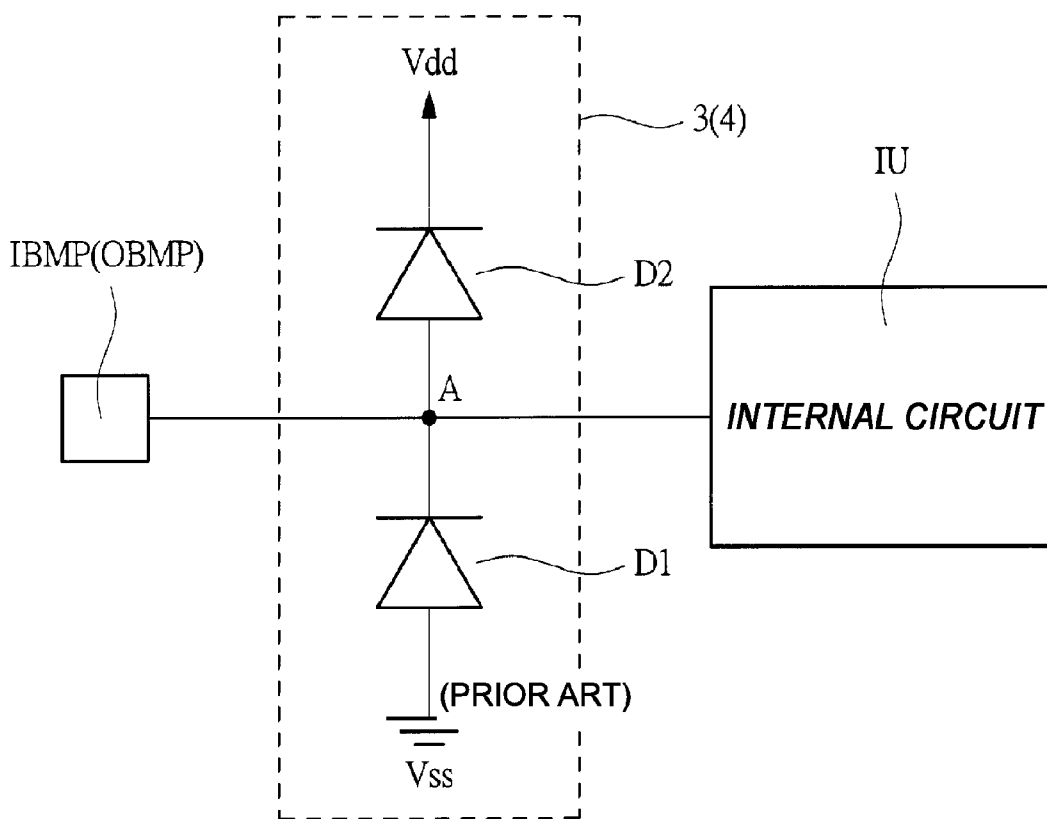 Vdd
3(4)
IU
IBMP(OBMP)
D2
A
INTERNAL CIRCUIT
D1
(PRIOR ART)
Vss